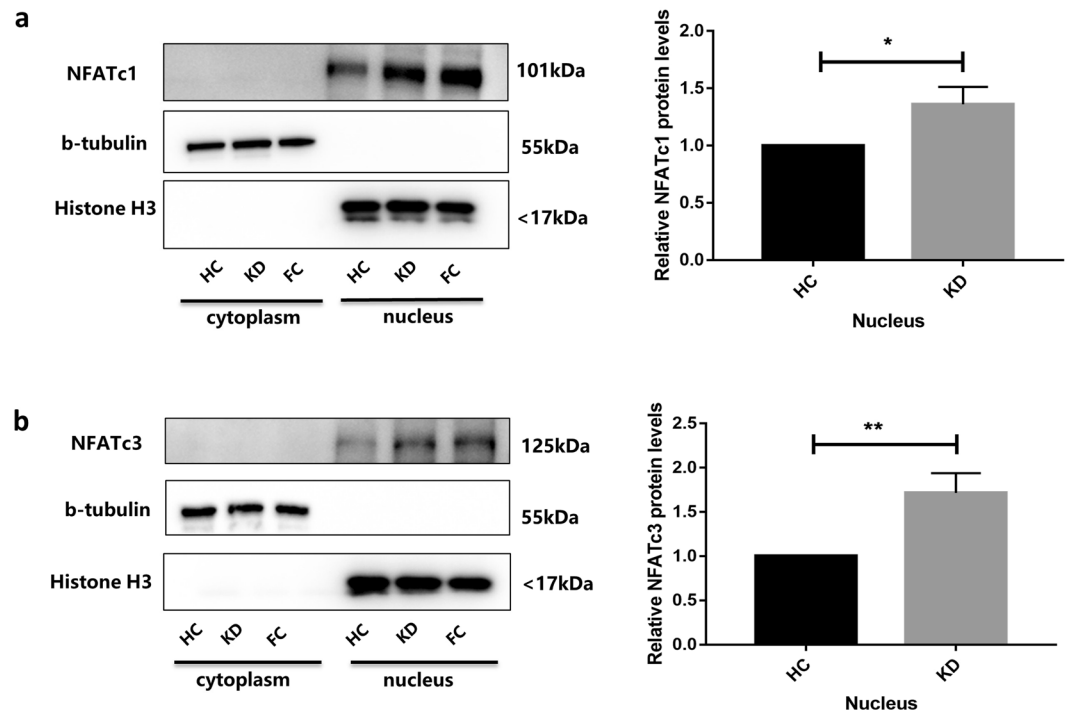 a
NFATc1
101kDa
b-tubulin
55kDa
Histone H3
<17kDa
HC KD FC HC KD FC
cytoplasm nucleus
Relative NFATc1 protein levels
2.0
1.5
1.0
0.5
0.0
*
HC KD
Nucleus
b
NFATc3
125kDa
b-tubulin
55kDa
Histone H3
<17kDa
HC KD FC HC KD FC
cytoplasm nucleus
Relative NFATc3 protein levels
2.5
2.0
1.5
1.0
0.5
0.0
**
HC KD
Nucleus